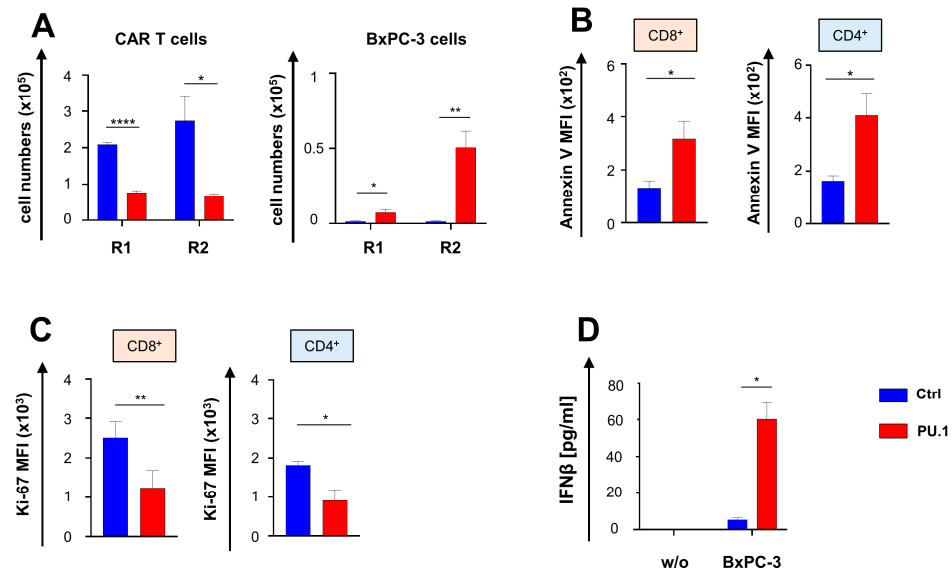 A
CAR T cells
cell numbers (x10⁵)
4
3
2
1
0
****
*
R1
R2
BxPC-3 cells
cell numbers (x10⁵)
1
0.5
0
*
**
R1
R2
B
CD8⁺
Annexin V MFI (x10²)
6
4
2
0
*
CD4⁺
Annexin V MFI (x10²)
6
4
2
0
*
C
CD8⁺
Ki-67 MFI (x10³)
4
3
2
1
0
**
CD4⁺
Ki-67 MFI (x10³)
4
3
2
1
0
*
D
IFNβ [pg/ml]
80
60
40
20
0
*
w/o
BxPC-3
Ctrl
PU.1